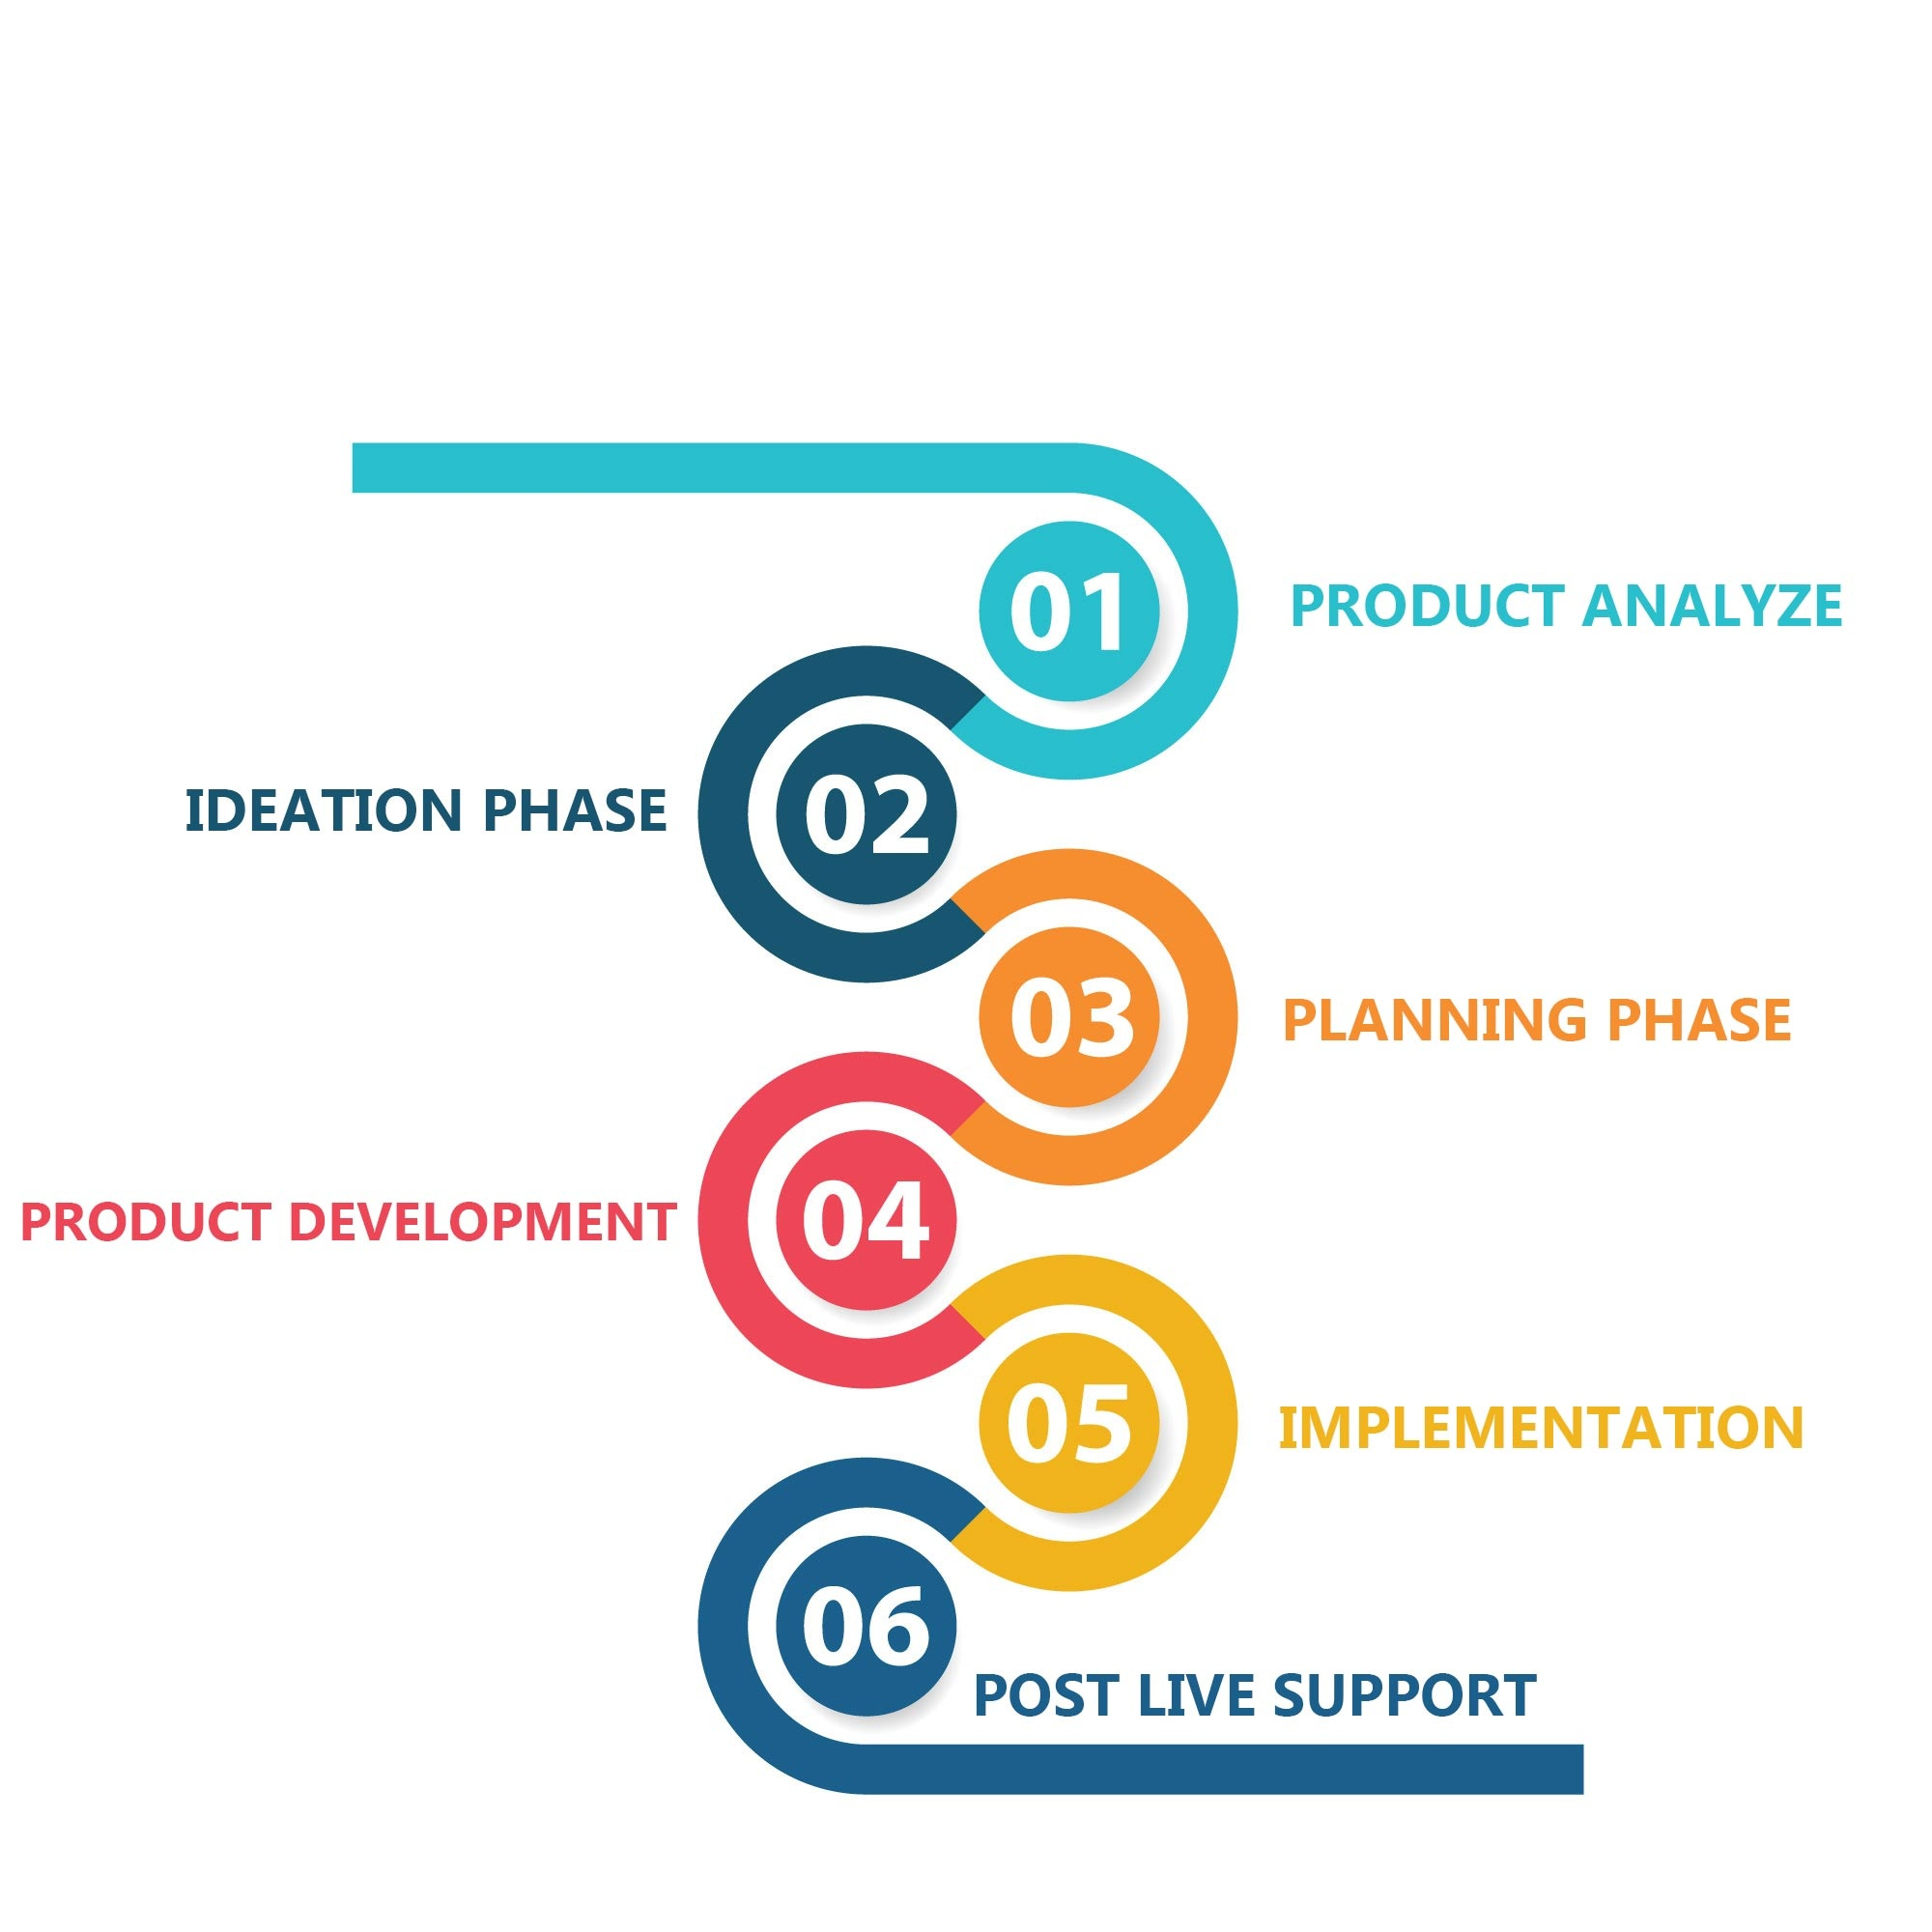 01
PRODUCT ANALYZE
02
IDEATION PHASE
03
PLANNING PHASE
04
PRODUCT DEVELOPMENT
05
IMPLEMENTATION
06
POST LIVE SUPPORT